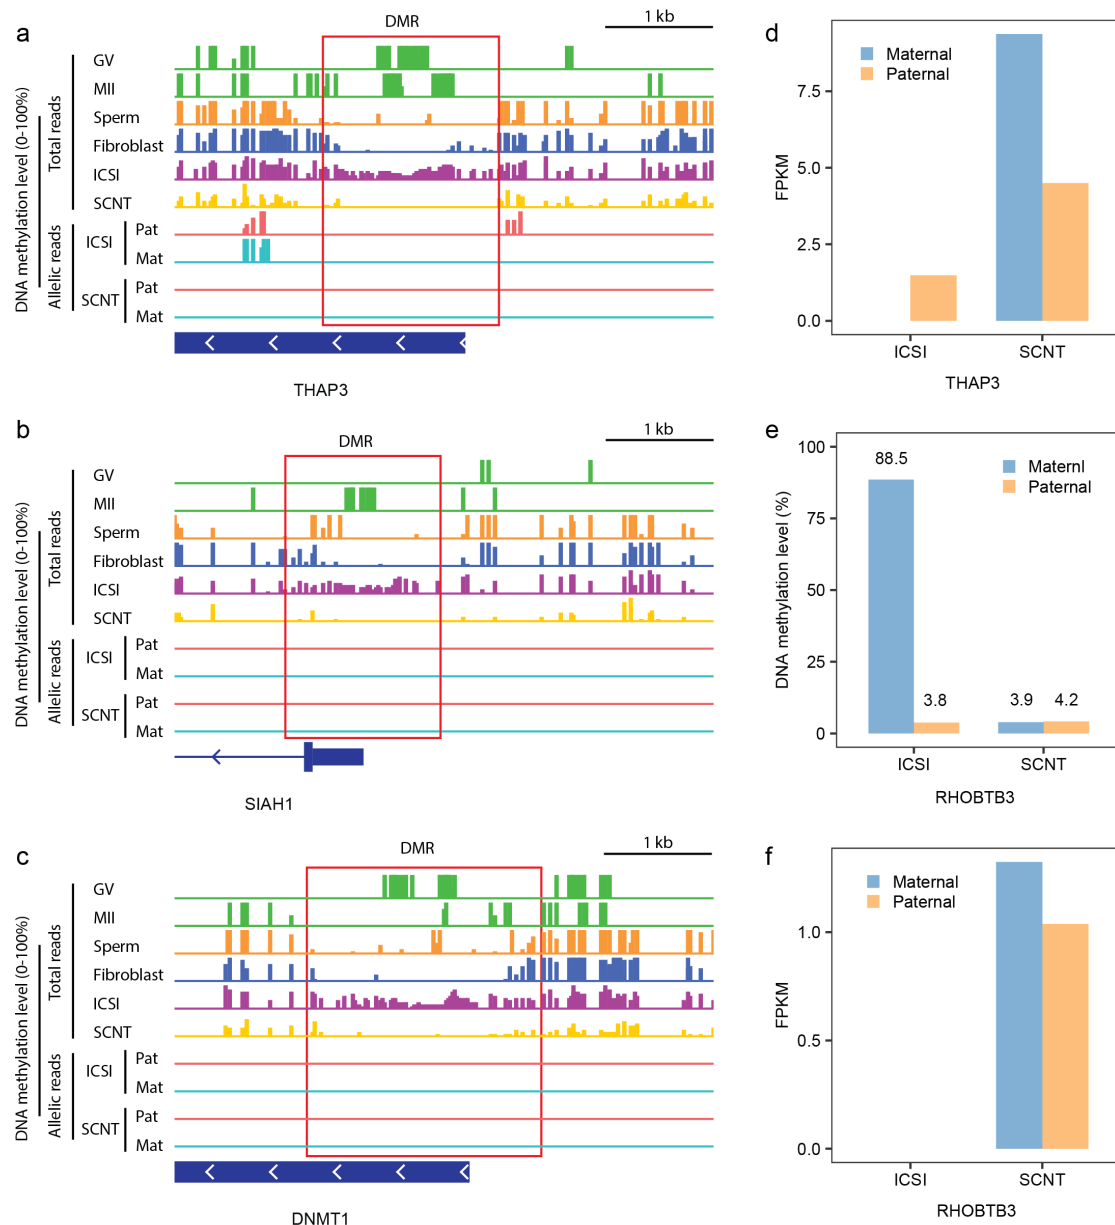 a
DMR
1 kb
DNA methylation level (0-100%)
Total reads
GV
MII
Sperm
Fibroblast
ICSI
SCNT
Allelic reads
ICSI
Pat
Mat
SCNT
Pat
Mat
THAP3
b
DMR
1 kb
DNA methylation level (0-100%)
Total reads
GV
MII
Sperm
Fibroblast
ICSI
SCNT
Allelic reads
ICSI
Pat
Mat
SCNT
Pat
Mat
SIAH1
c
DMR
1 kb
DNA methylation level (0-100%)
Total reads
GV
MII
Sperm
Fibroblast
ICSI
SCNT
Allelic reads
ICSI
Pat
Mat
SCNT
Pat
Mat
DNMT1
d
Maternal
Paternal
FPKM
7.5
5.0
2.5
0.0
ICSI
SCNT
THAP3
e
Maternl
Paternal
DNA methylation level (%)
100
75
50
25
0
88.5
3.8
3.9
4.2
ICSI
SCNT
RHOBTB3
f
Maternal
Paternal
FPKM
1.0
0.5
0.0
ICSI
SCNT
RHOBTB3